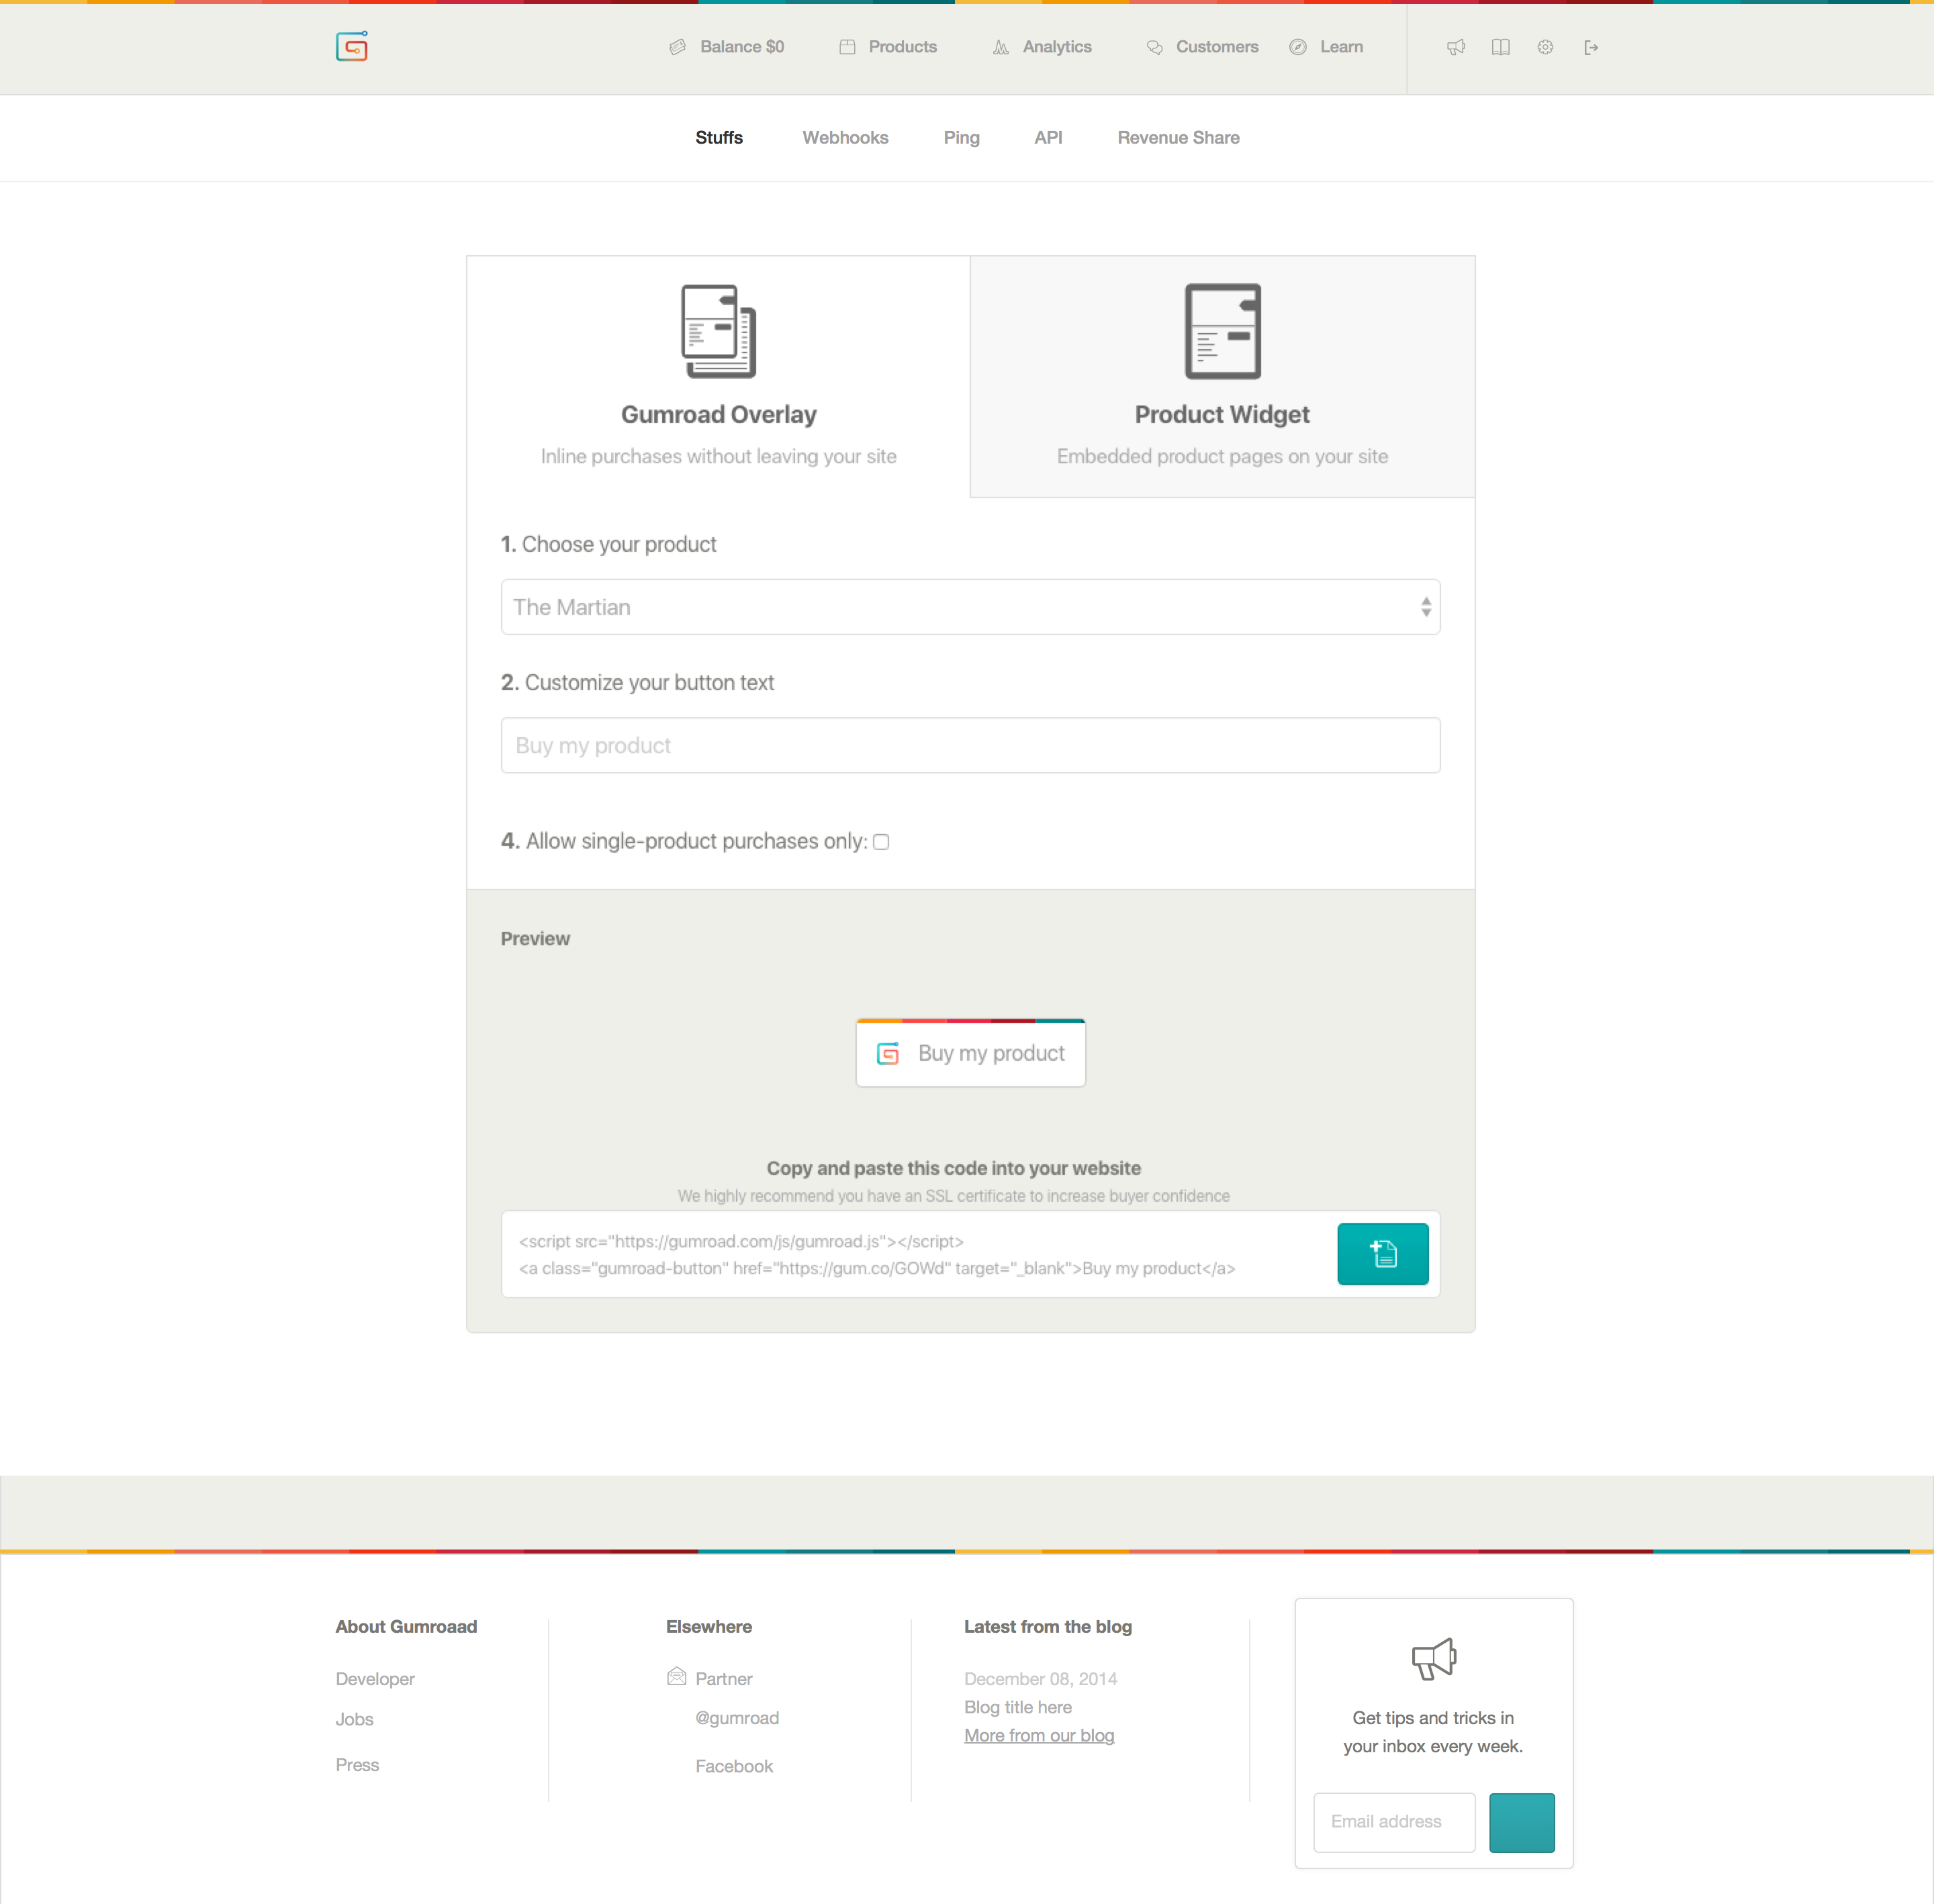 Balance $0
Products
Analytics
Customers
Learn
Stuffs
Webhooks
Ping
API
Revenue Share
Gumroad Overlay
Inline purchases without leaving your site
Product Widget
Embedded product pages on your site
1. Choose your product
The Martian
2. Customize your button text
Buy my product
4. Allow single-product purchases only:
Preview
Buy my product
Copy and paste this code into your website
We highly recommend you have an SSL certificate to increase buyer confidence
<script src="https://gumroad.com/js/gumroad.js"></script>
<a class="gumroad-button" href="https://gum.co/GOWd" target="_blank">Buy my product</a>
About Gumroaad
Developer
Jobs
Press
Elsewhere
Partner
@gumroad
Facebook
Latest from the blog
December 08, 2014
Blog title here
More from our blog
Get tips and tricks in
your inbox every week.
Email address